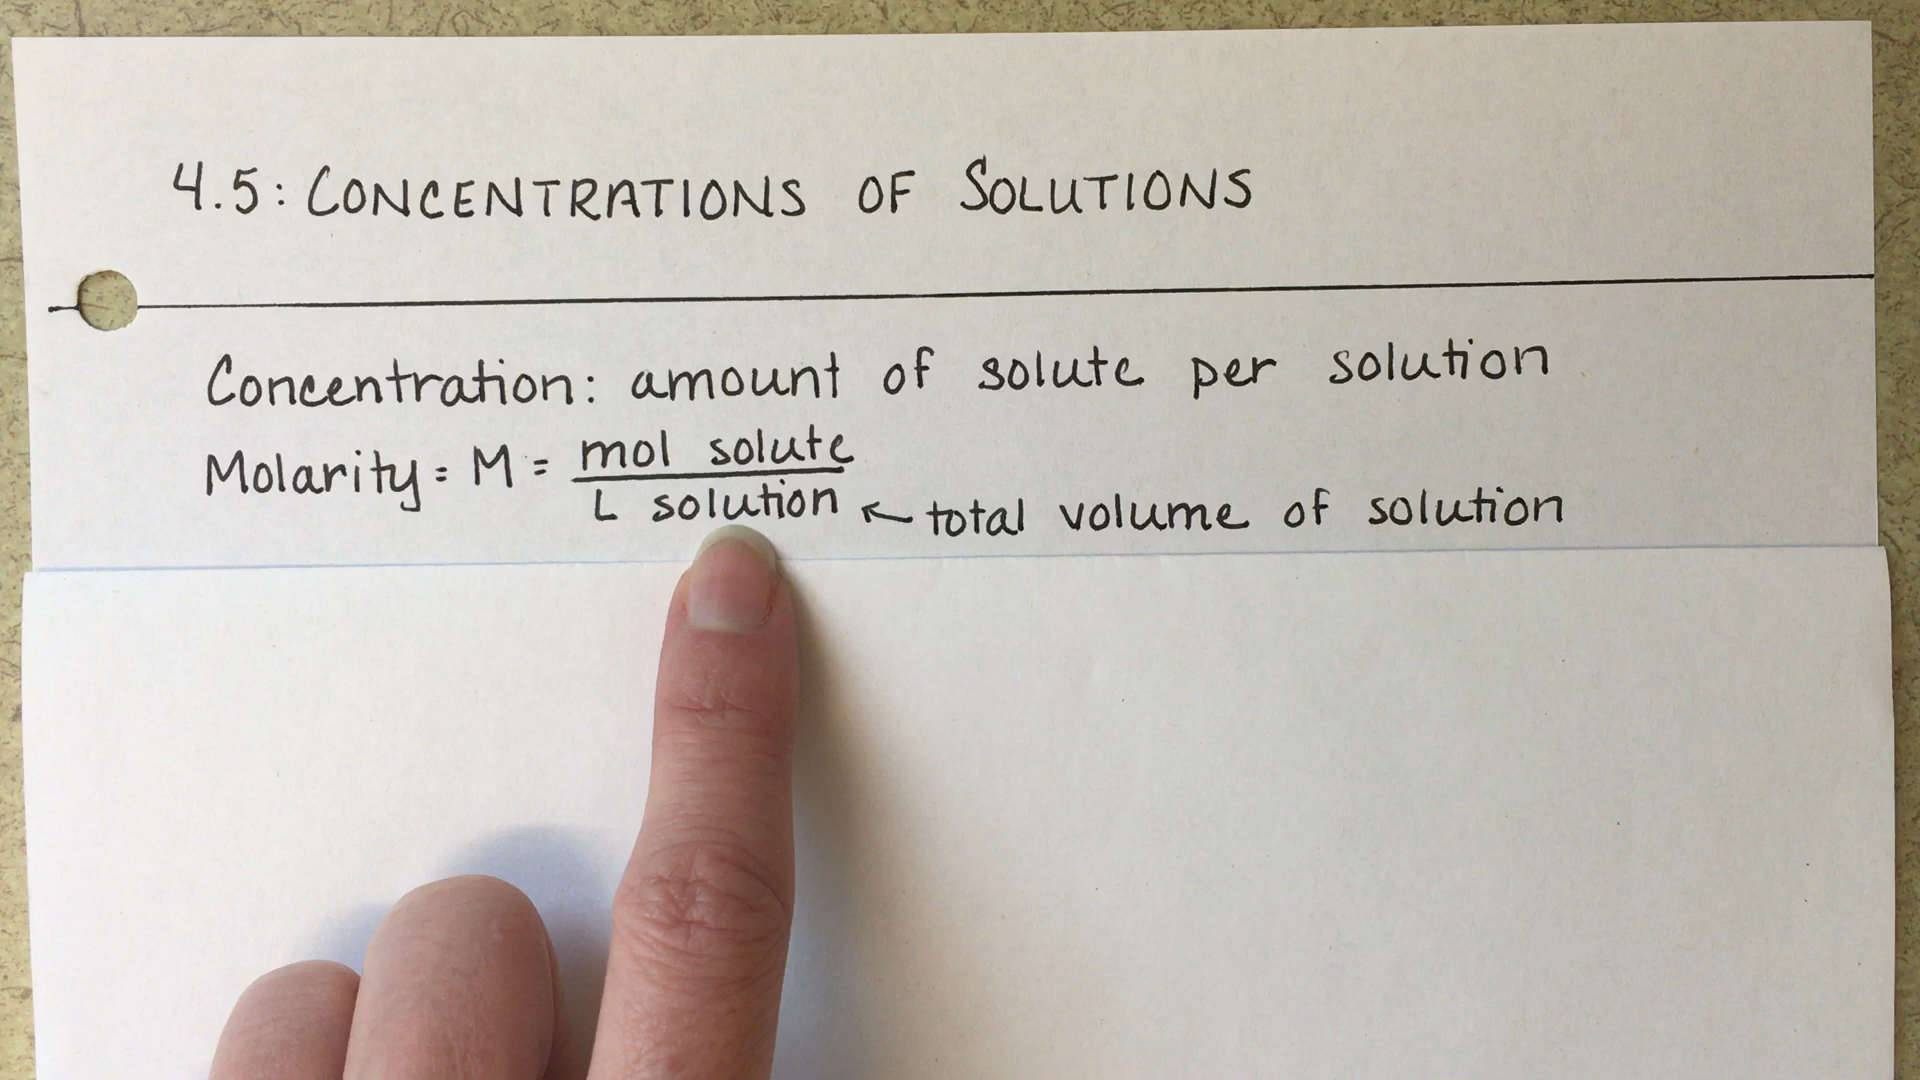 4.5: CONCENTRATIONS OF SOLUTIONS
Concentration: amount of solute per solution
Molarity = M = mol solute
L solution ← total volume of solution